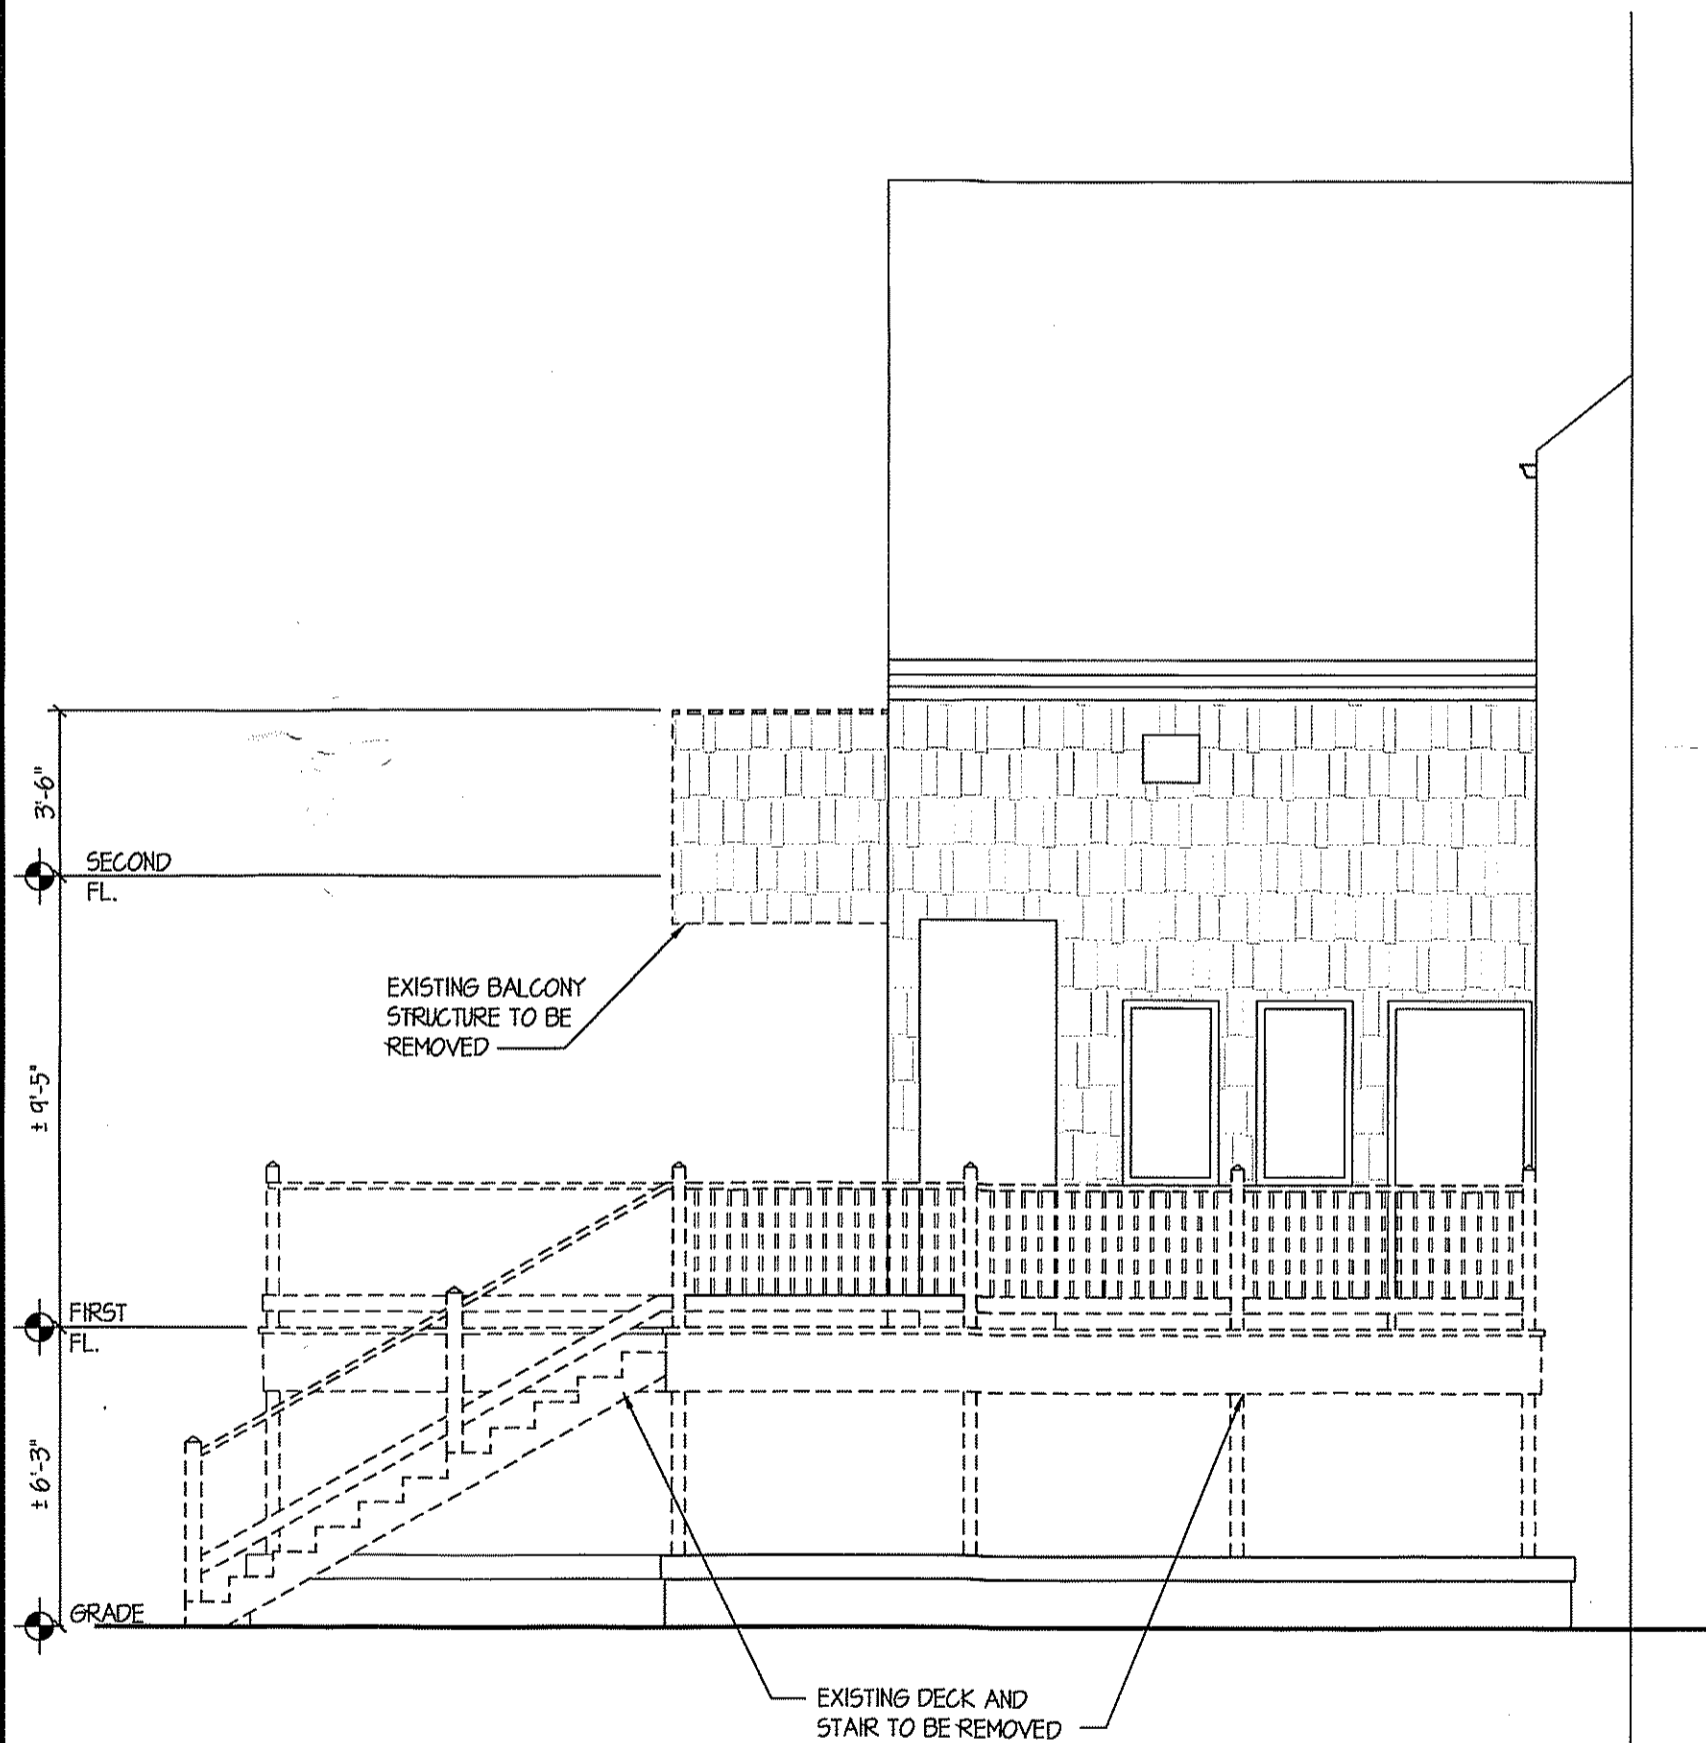 3'-6"
SECOND
FL.
EXISTING BALCONY
STRUCTURE TO BE
REMOVED
± 9'-5"
FIRST
FL.
±6'-3"
GRADE
EXISTING DECK AND
STAIR TO BE REMOVED